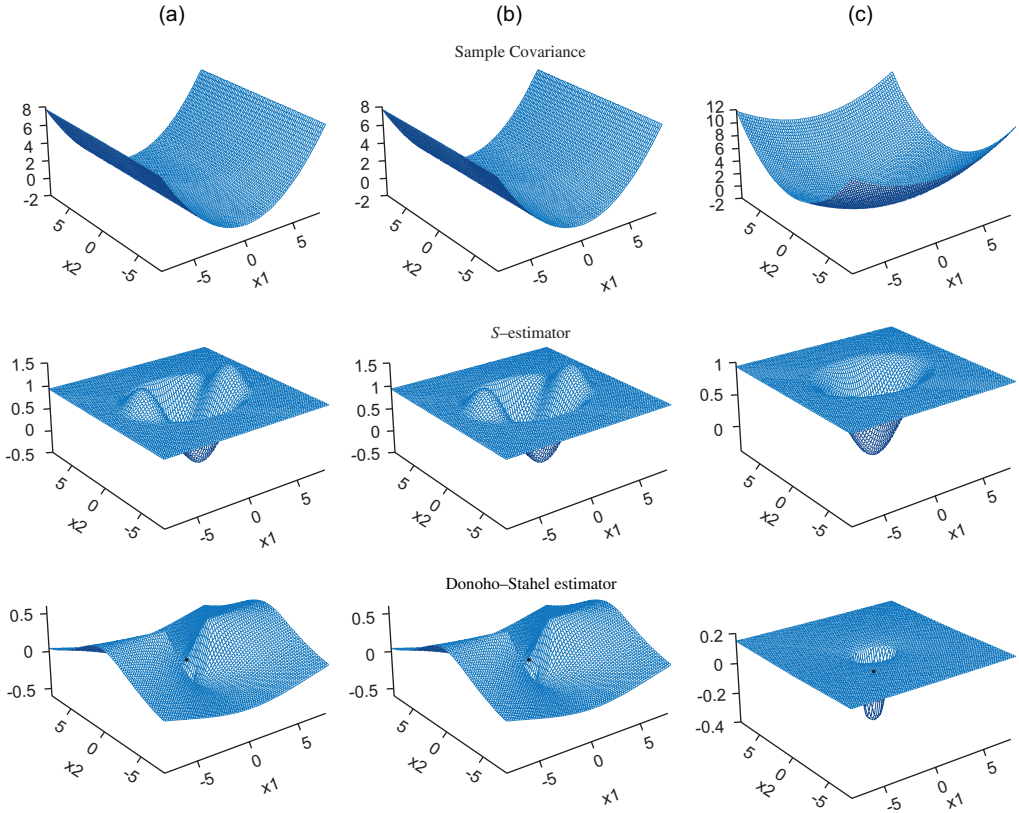 (a) (b) (c)
Sample Covariance
8 8 12
6 6 10
4 4 8
2 2 6
0 0 4
-2 -2 2
0
-2
5 0 -5 x2 -5 0 5 x1
5 0 -5 x2 -5 0 5 x1
5 0 -5 x2 -5 0 5 x1
S–estimator
1.5 1.5 1
1 1 0.5
0.5 0.5 0
0 0
-0.5 -0.5
5 0 -5 x2 -5 0 5 x1
5 0 -5 x2 -5 0 5 x1
5 0 -5 x2 -5 0 5 x1
Donoho–Stahel estimator
0.5 0.5 0.2
0 0 0
-0.5 -0.5 -0.2
-0.4
5 0 -5 x2 -5 0 5 x1
5 0 -5 x2 -5 0 5 x1
5 0 -5 x2 -5 0 5 x1